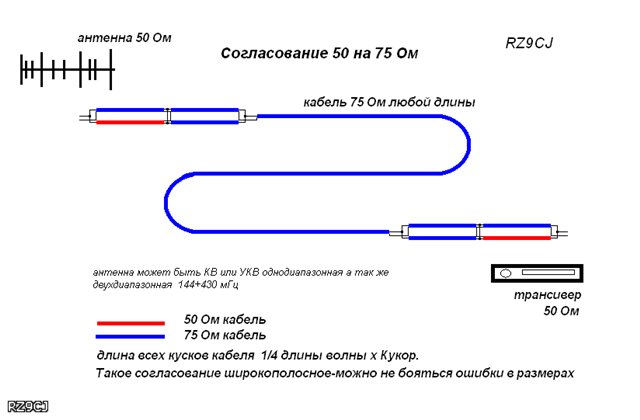 антенна 50 Ом
Согласование 50 на 75 Ом
RZ9CJ
кабель 75 Ом любой длины
антенна может быть КВ или УКВ однодиапазонная а так же
двухдиапазонная 144+430 мГц
трансивер
50 Ом
50 Ом кабель
75 Ом кабель
длина всех кусков кабеля 1/4 длины волны х Кукор.
Такое согласование широкополосное-можно не бояться ошибки в размерах
RZ9CJ